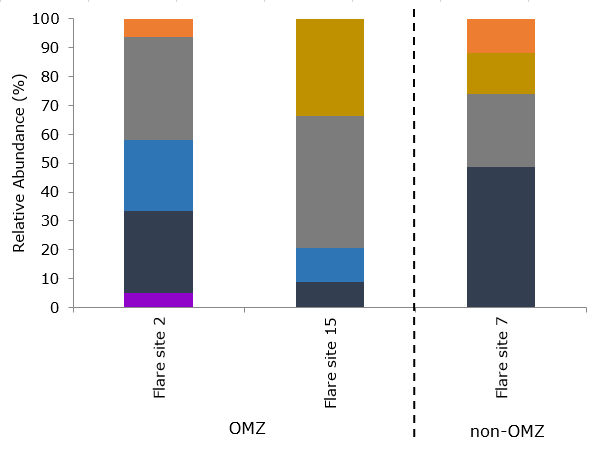 Relative Abundance (%)
100
90
80
70
60
50
40
30
20
10
0
Flare site 2
Flare site 15
Flare site 7
OMZ
non-OMZ